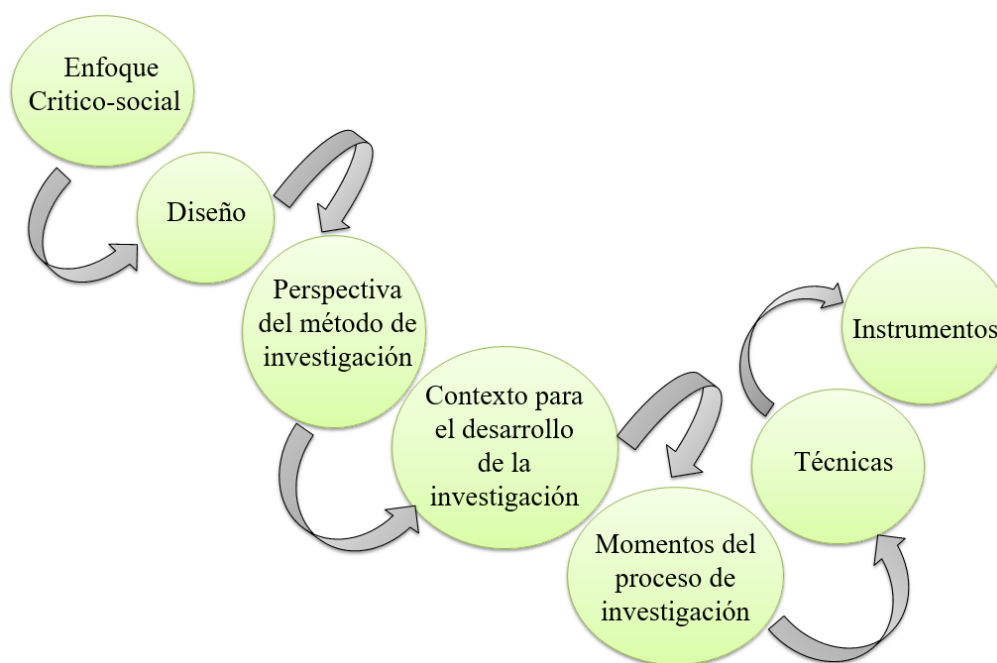 Enfoque
Critico-social
Diseño
Perspectiva
del método de
investigación
Contexto para
el desarrollo
de la
investigación
Momentos del
proceso de
investigación
Técnicas
Instrumentos